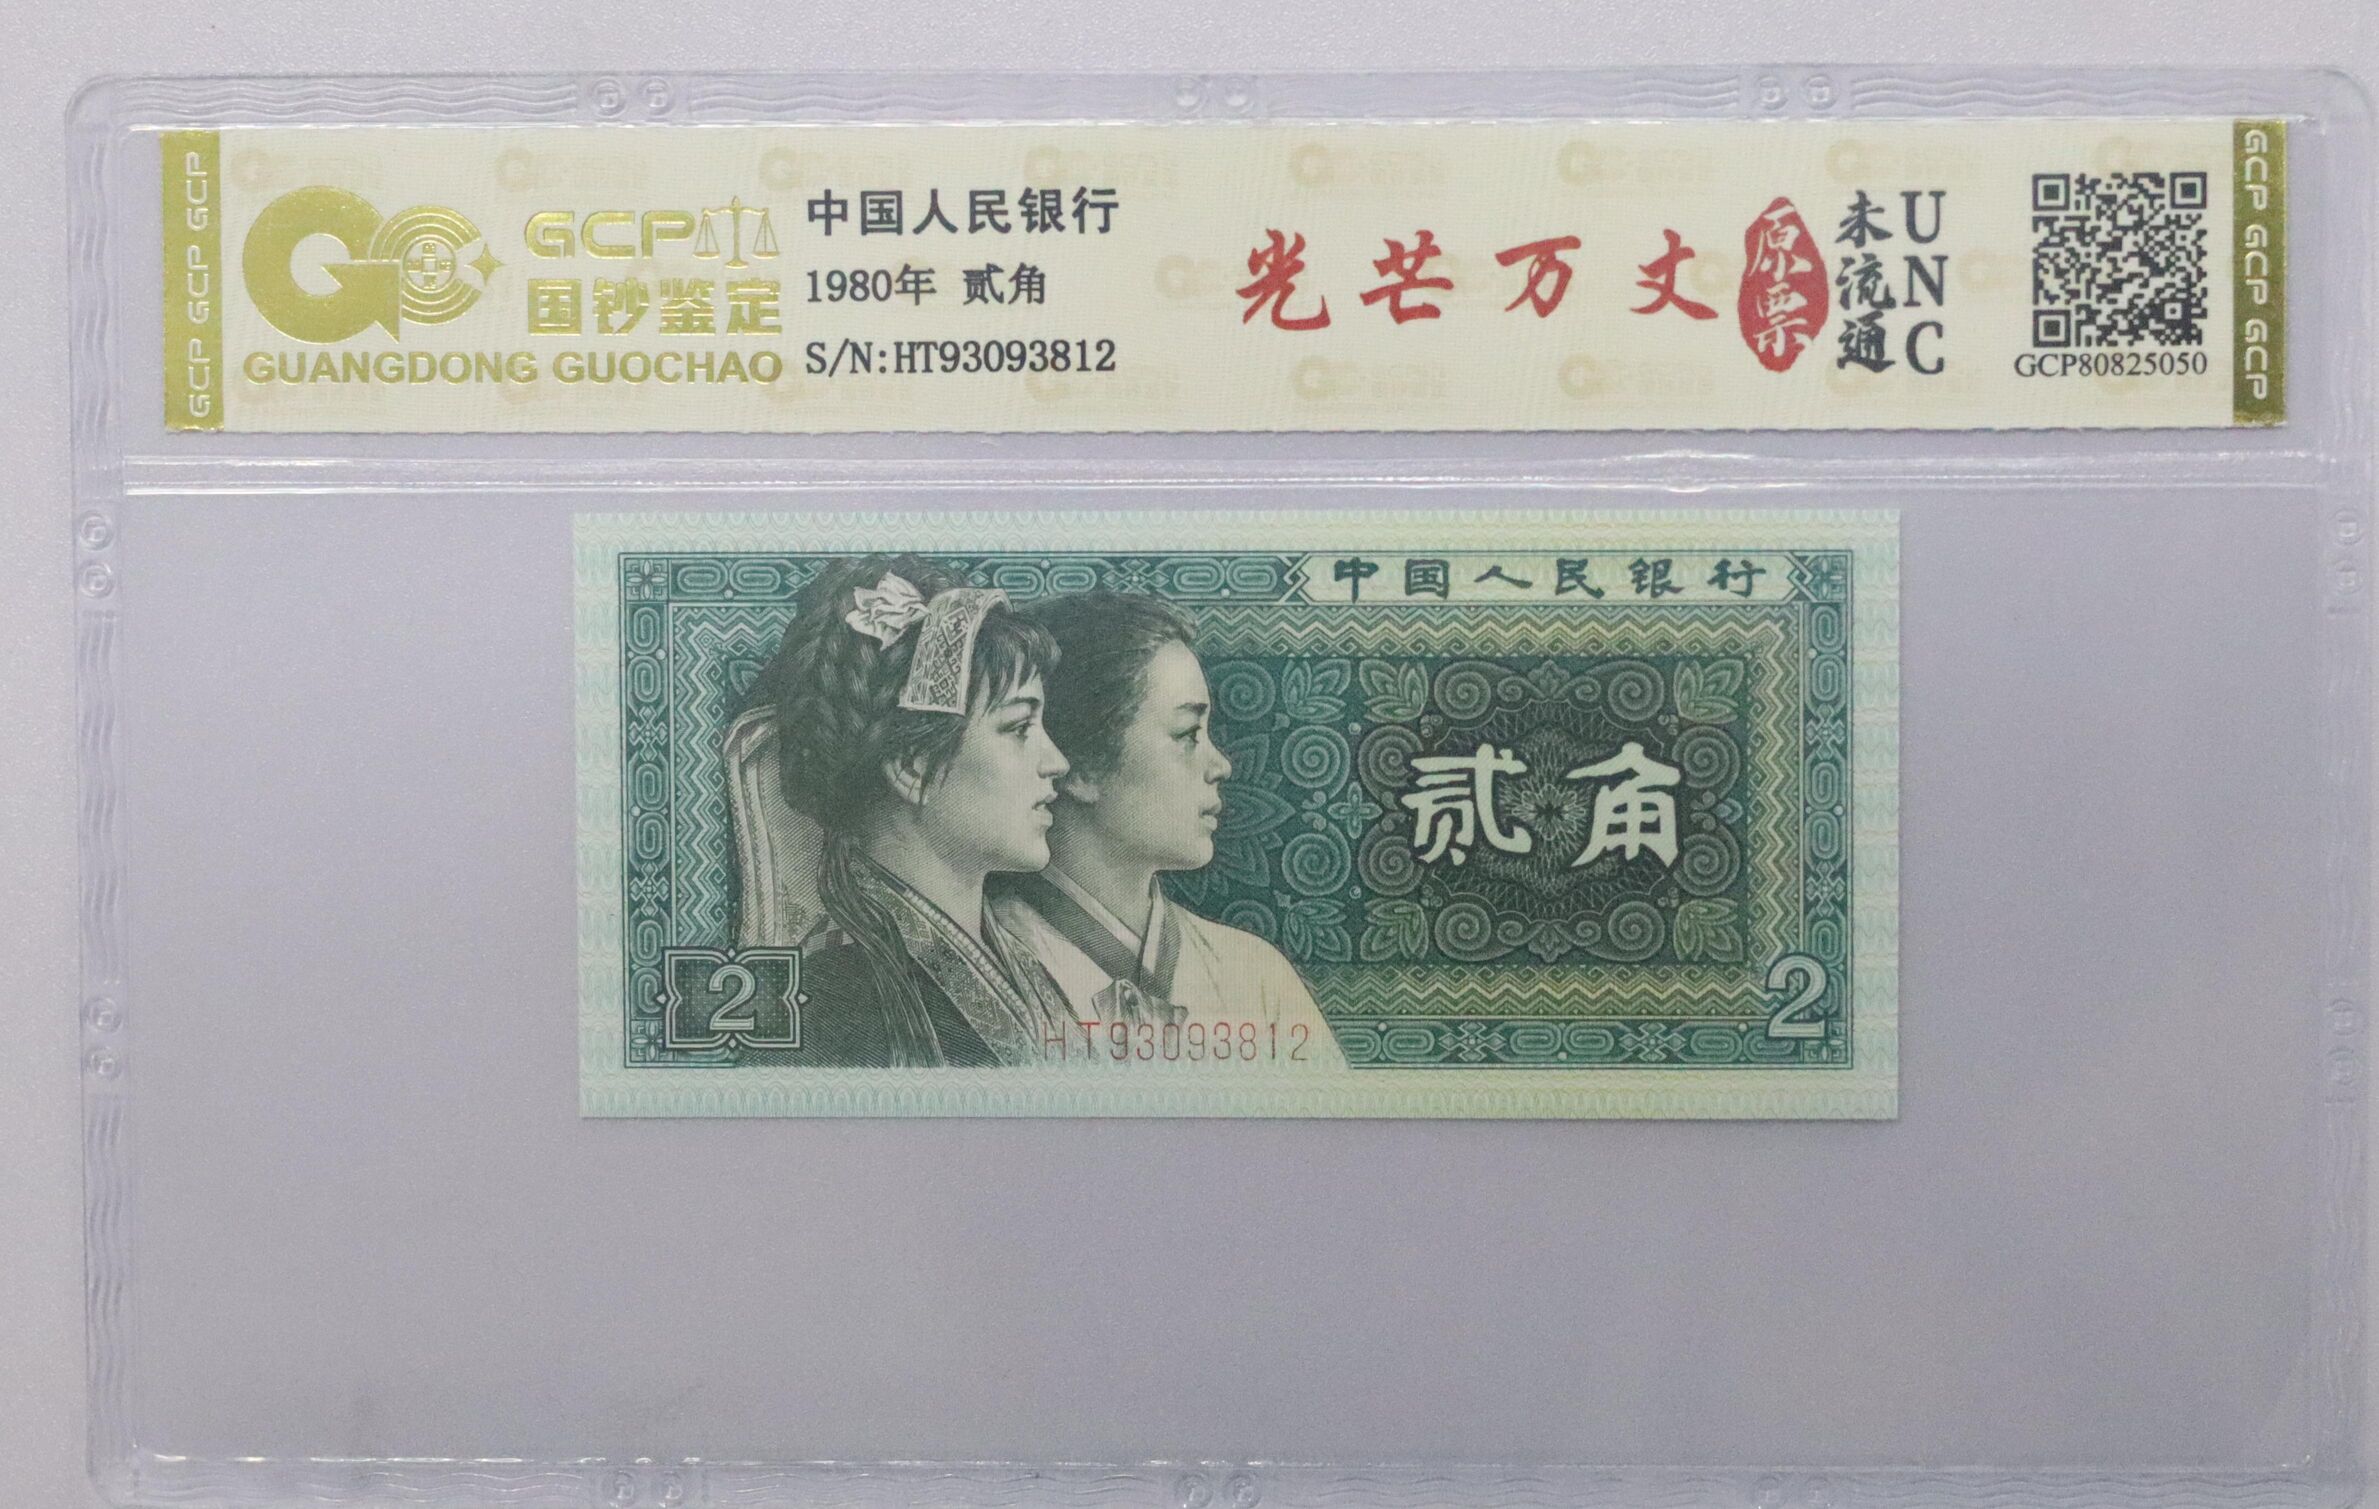 GCP GCP GCP
GCP
国钞鉴定
GUANGDONG GUOCHAO
中国人民银行
1980年 贰角
S/N:HT93093812
光芒万丈
原票
未流通
UNC
GCP80825050
GCP GCP GCP
中国人民银行
贰角
2
HT93093812
2